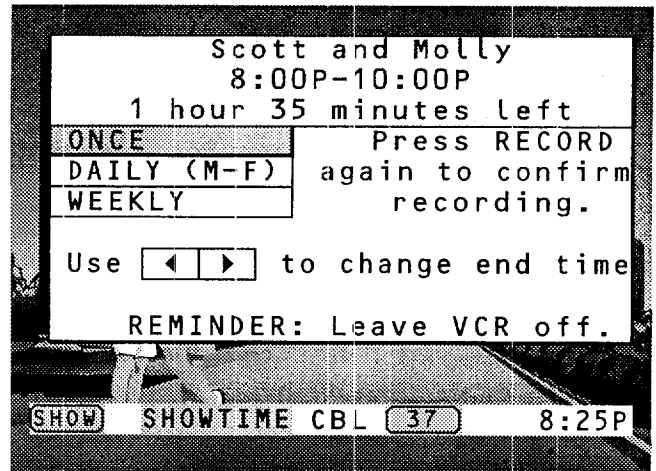 Scott and Molly
8:00P-10:00P
1 hour 35 minutes left
ONCE
DAILY (M-F)
WEEKLY
Press RECORD
again to confirm
recording.
Use ◀ ▶ to change end time
REMINDER: Leave VCR off.
SHOW SHOWTIME CBL 37 8:25P